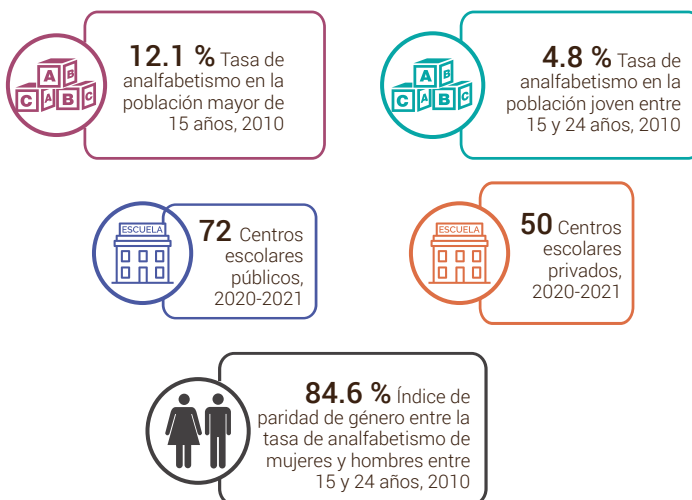 12.1 % Tasa de
analfabetismo en la
población mayor de
15 años, 2010
4.8 % Tasa de
analfabetismo en la
población joven entre
15 y 24 años, 2010
A B
C A B C
A B
C A B C
ESCUELA
72 Centros
escolares
públicos,
2020-2021
ESCUELA
50 Centros
escolares
privados,
2020-2021
84.6 % Índice de
paridad de género entre la
tasa de analfabetismo de
mujeres y hombres entre
15 y 24 años, 2010